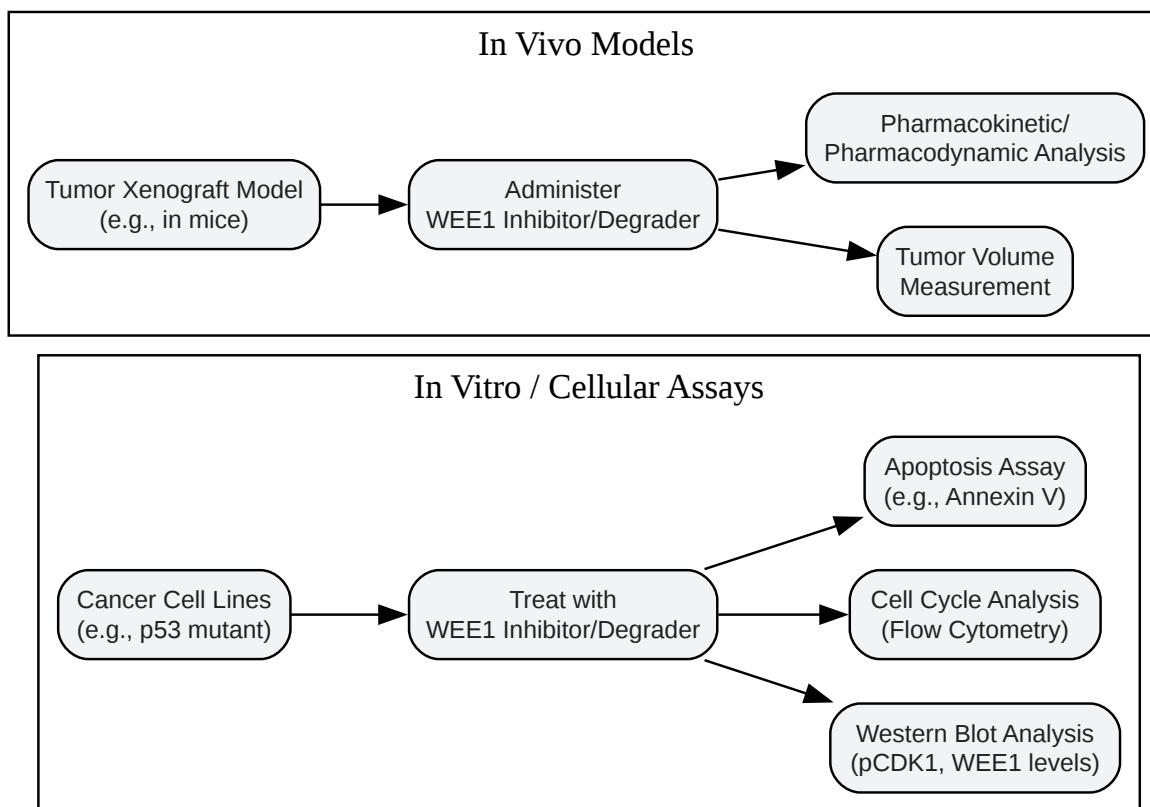 In Vivo Models
Tumor Xenograft Model
(e.g., in mice)
Administer
WEE1 Inhibitor/Degrader
Pharmacokinetic/
Pharmacodynamic Analysis
Tumor Volume
Measurement
In Vitro / Cellular Assays
Cancer Cell Lines
(e.g., p53 mutant)
Treat with
WEE1 Inhibitor/Degrader
Apoptosis Assay
(e.g., Annexin V)
Cell Cycle Analysis
(Flow Cytometry)
Western Blot Analysis
(pCDK1, WEE1 levels)